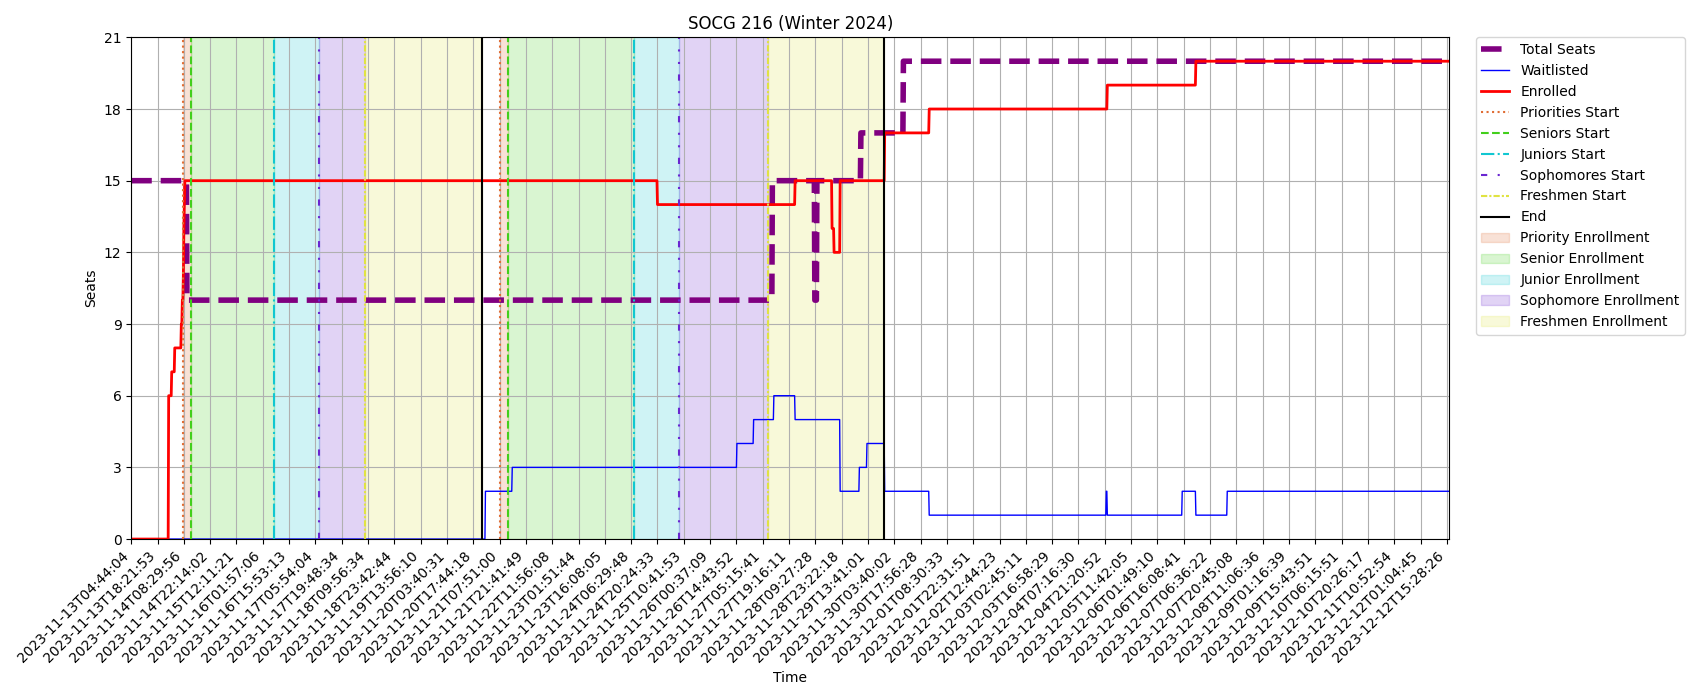 SOCG 216 (Winter 2024)
21
18
15
12
9
6
3
0
Seats
2023-11-13T04:44:04
2023-11-13T18:21:53
2023-11-14T08:29:56
2023-11-14T22:14:02
2023-11-15T12:11:21
2023-11-16T01:57:06
2023-11-16T15:53:13
2023-11-17T05:54:04
2023-11-17T19:48:34
2023-11-18T09:56:34
2023-11-18T23:42:44
2023-11-19T13:56:10
2023-11-20T03:40:31
2023-11-20T17:44:18
2023-11-21T07:51:00
2023-11-21T21:41:49
2023-11-22T11:56:08
2023-11-23T01:51:44
2023-11-23T16:08:05
2023-11-24T06:29:48
2023-11-24T20:24:33
2023-11-25T10:41:53
2023-11-26T00:37:09
2023-11-26T14:43:52
2023-11-27T05:15:41
2023-11-27T19:16:11
2023-11-28T09:27:28
2023-11-28T23:22:18
2023-11-29T13:41:01
2023-11-30T03:40:02
2023-11-30T17:56:28
2023-12-01T08:30:33
2023-12-01T22:31:51
2023-12-02T12:44:23
2023-12-03T02:45:11
2023-12-03T16:58:29
2023-12-04T07:16:30
2023-12-04T21:20:52
2023-12-05T11:42:05
2023-12-06T01:49:10
2023-12-06T16:08:41
2023-12-07T06:36:22
2023-12-07T20:45:08
2023-12-08T11:06:36
2023-12-09T01:16:39
2023-12-09T15:43:51
2023-12-10T06:15:51
2023-12-10T20:26:17
2023-12-11T10:52:54
2023-12-12T01:04:45
2023-12-12T15:28:26
Time
Total Seats
Waitlisted
Enrolled
Priorities Start
Seniors Start
Juniors Start
Sophomores Start
Freshmen Start
End
Priority Enrollment
Senior Enrollment
Junior Enrollment
Sophomore Enrollment
Freshmen Enrollment